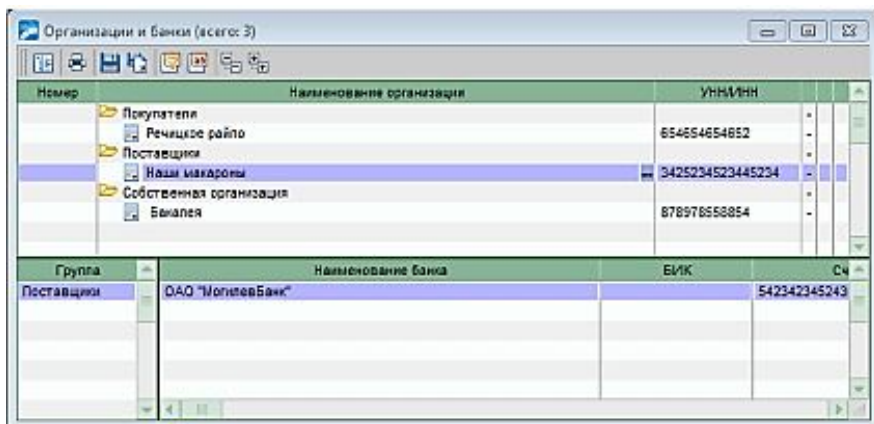 Организации и банки (всего: 3)
Номер Наименование организации УНН/ИНН
Покупатели -
Речицкое райпо 654654654652 -
Поставщики -
Наши макароны 3425234523445234 -
Собственная организация -
Бакалея 878978558854 -
Группа Наименование банка БИК Сч
Поставщики ОАО "МогилевБанк" 542342345243